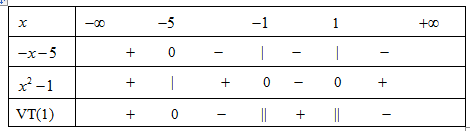 x −∞ −5 −1 1 +∞
−x−5 + 0 − | − | −
x² −1 + | + 0 − 0 +
VT(1) + 0 − || + || −